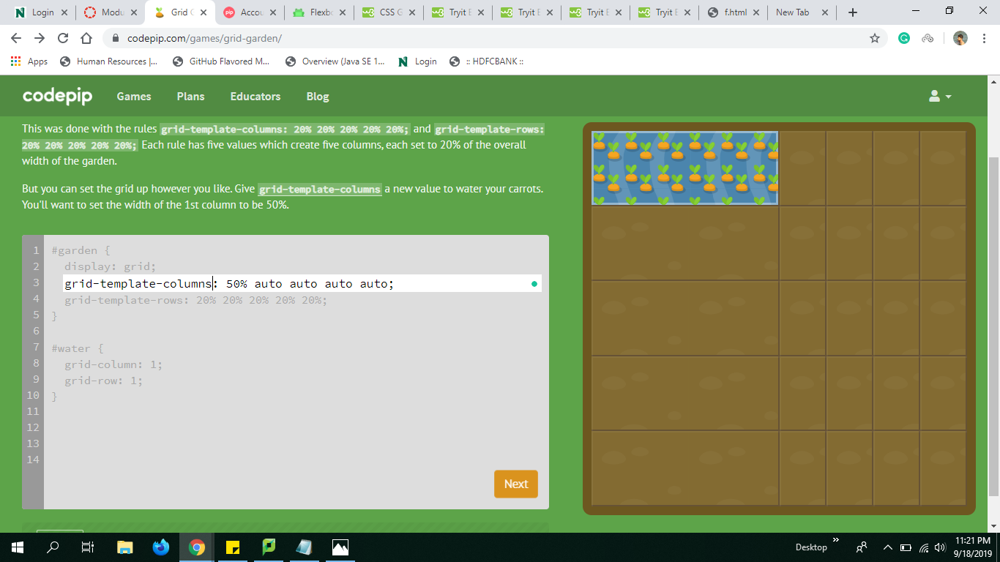 Login
Modu
Grid G
Accou
Flexbo
CSS G
Tryit E
Tryit E
Tryit E
Tryit E
f.html
New Tab
codepip.com/games/grid-garden/
Apps
Human Resources |...
GitHub Flavored M...
Overview (Java SE 1...
Login
:: HDFCBANK ::
codepip
Games
Plans
Educators
Blog
This was done with the rules grid-template-columns: 20% 20% 20% 20% 20%; and grid-template-rows:
20% 20% 20% 20% 20%; Each rule has five values which create five columns, each set to 20% of the overall
width of the garden.
But you can set the grid up however you like. Give grid-template-columns a new value to water your carrots.
You'll want to set the width of the 1st column to be 50%.
1 #garden {
2 display: grid;
3 grid-template-columns: 50% auto auto auto auto;
4 grid-template-rows: 20% 20% 20% 20% 20%;
5 }
6
7 #water {
8 grid-column: 1;
9 grid-row: 1;
10 }
11
12
13
14
Next
Desktop
11:21 PM
9/18/2019